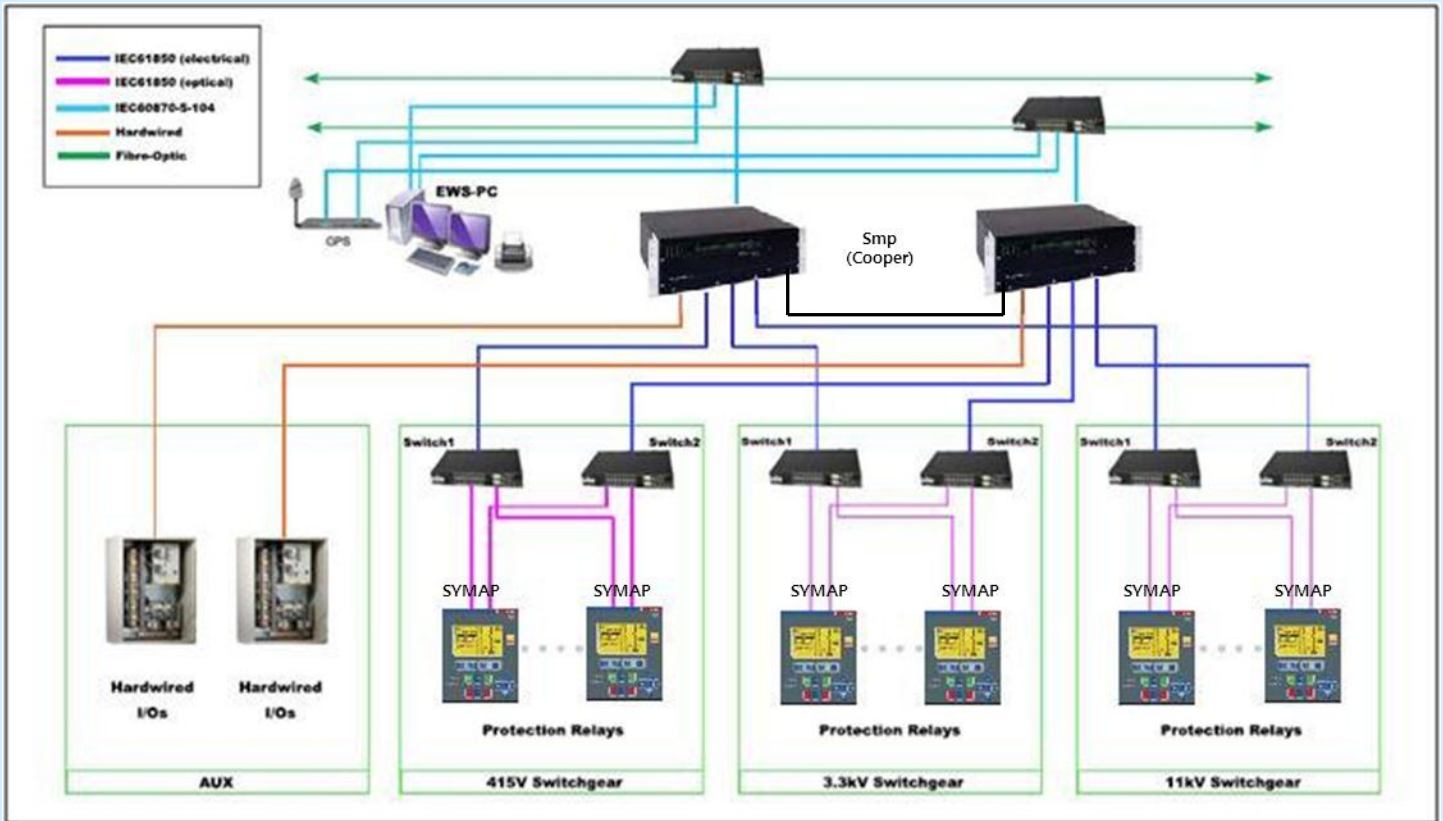 IEC61850 (electrical)
IEC61850 (optical)
IEC60870-5-104
Hardwired
Fibre-Optic
EWS-PC
GPS
Smp
(Cooper)
Switch1
Switch2
Switch1
Switch2
Switch1
Switch2
SYMAP
SYMAP
SYMAP
SYMAP
SYMAP
SYMAP
Hardwired
I/Os
Hardwired
I/Os
Protection Relays
Protection Relays
Protection Relays
AUX
415V Switchgear
3.3kV Switchgear
11kV Switchgear